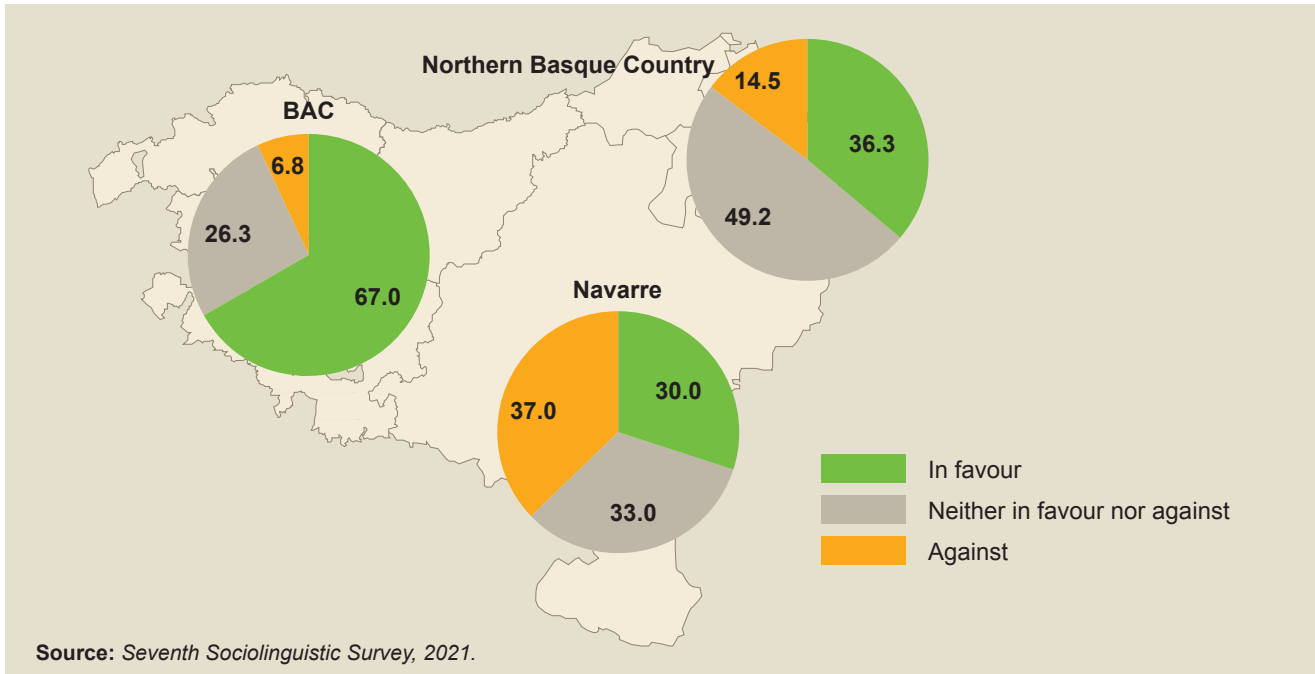 Northern Basque Country
14.5
36.3
49.2
BAC
6.8
26.3
67.0
Navarre
30.0
37.0
33.0
In favour
Neither in favour nor against
Against
Source: Seventh Sociolinguistic Survey, 2021.